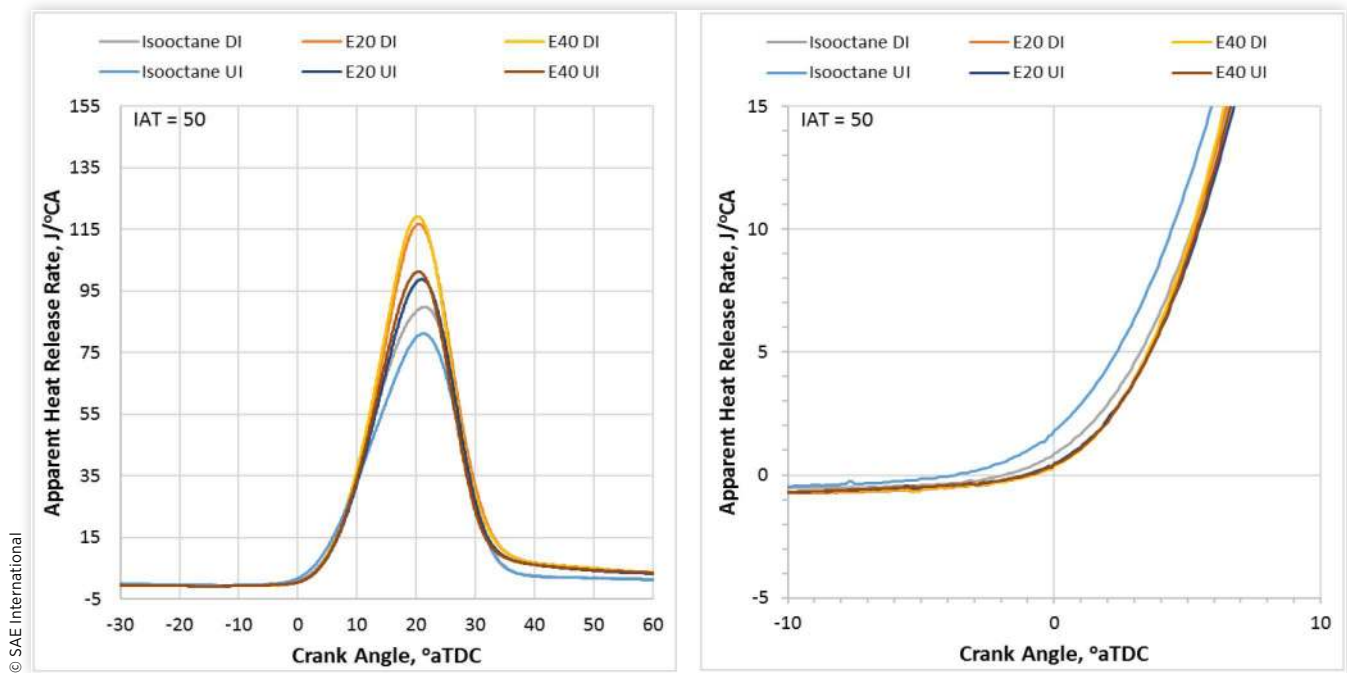 Isooctane DI E20 DI E40 DI
Isooctane UI E20 UI E40 UI
IAT = 50
Apparent Heat Release Rate, J/°CA
155
135
115
95
75
55
35
15
-5
-30 -20 -10 0 10 20 30 40 50 60
Crank Angle, °aTDC
Isooctane DI E20 DI E40 DI
Isooctane UI E20 UI E40 UI
IAT = 50
Apparent Heat Release Rate, J/°CA
15
10
5
0
-5
-10 0 10
Crank Angle, °aTDC
© SAE International